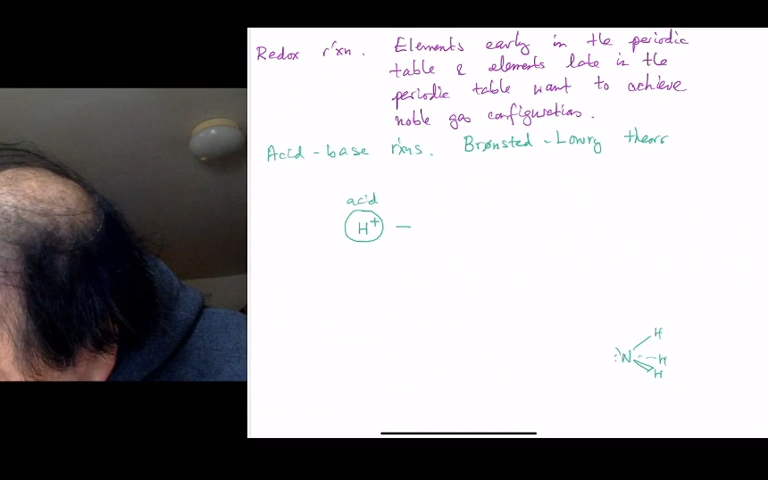 Redox r'xn. Elements early in the periodic
table & elements late in the
periodic table want to achieve
noble gas configuration.
Acid-base r'xns. Brønsted-Lowry theory
acid
H⁺ —
H
:N H
H